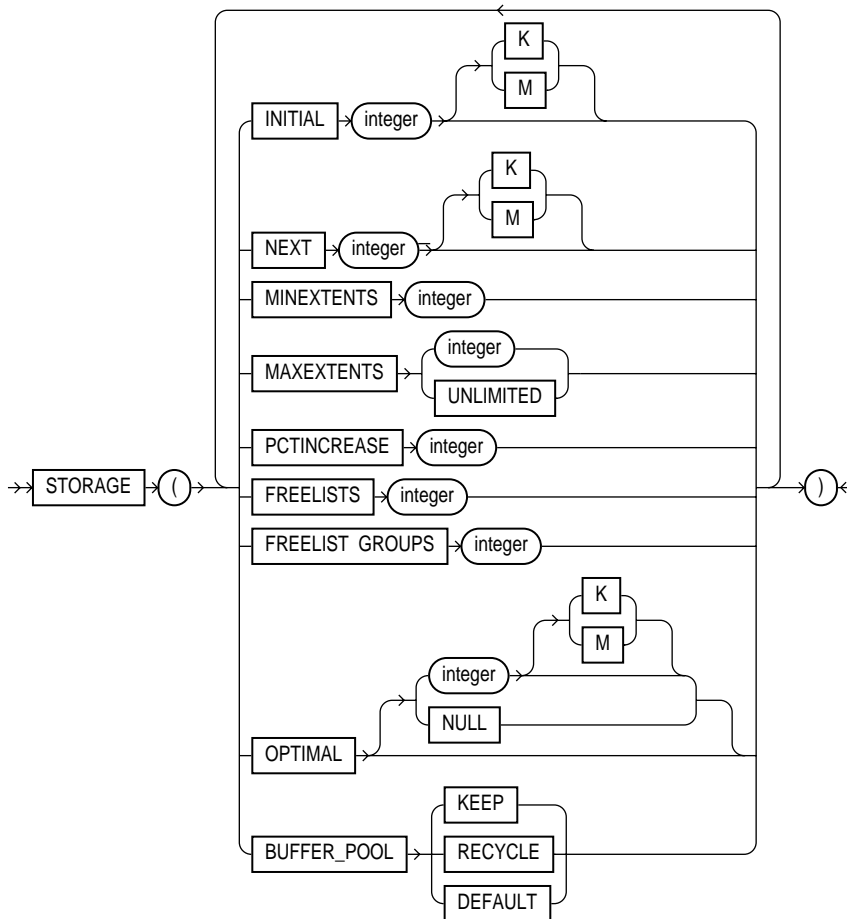 K
M
INITIAL integer
K
M
NEXT integer
MINEXTENTS integer
integer
MAXEXTENTS
UNLIMITED
PCTINCREASE integer
STORAGE ( )
FREELISTS integer
FREELIST GROUPS integer
K
M
integer
NULL
OPTIMAL
KEEP
BUFFER_POOL RECYCLE
DEFAULT